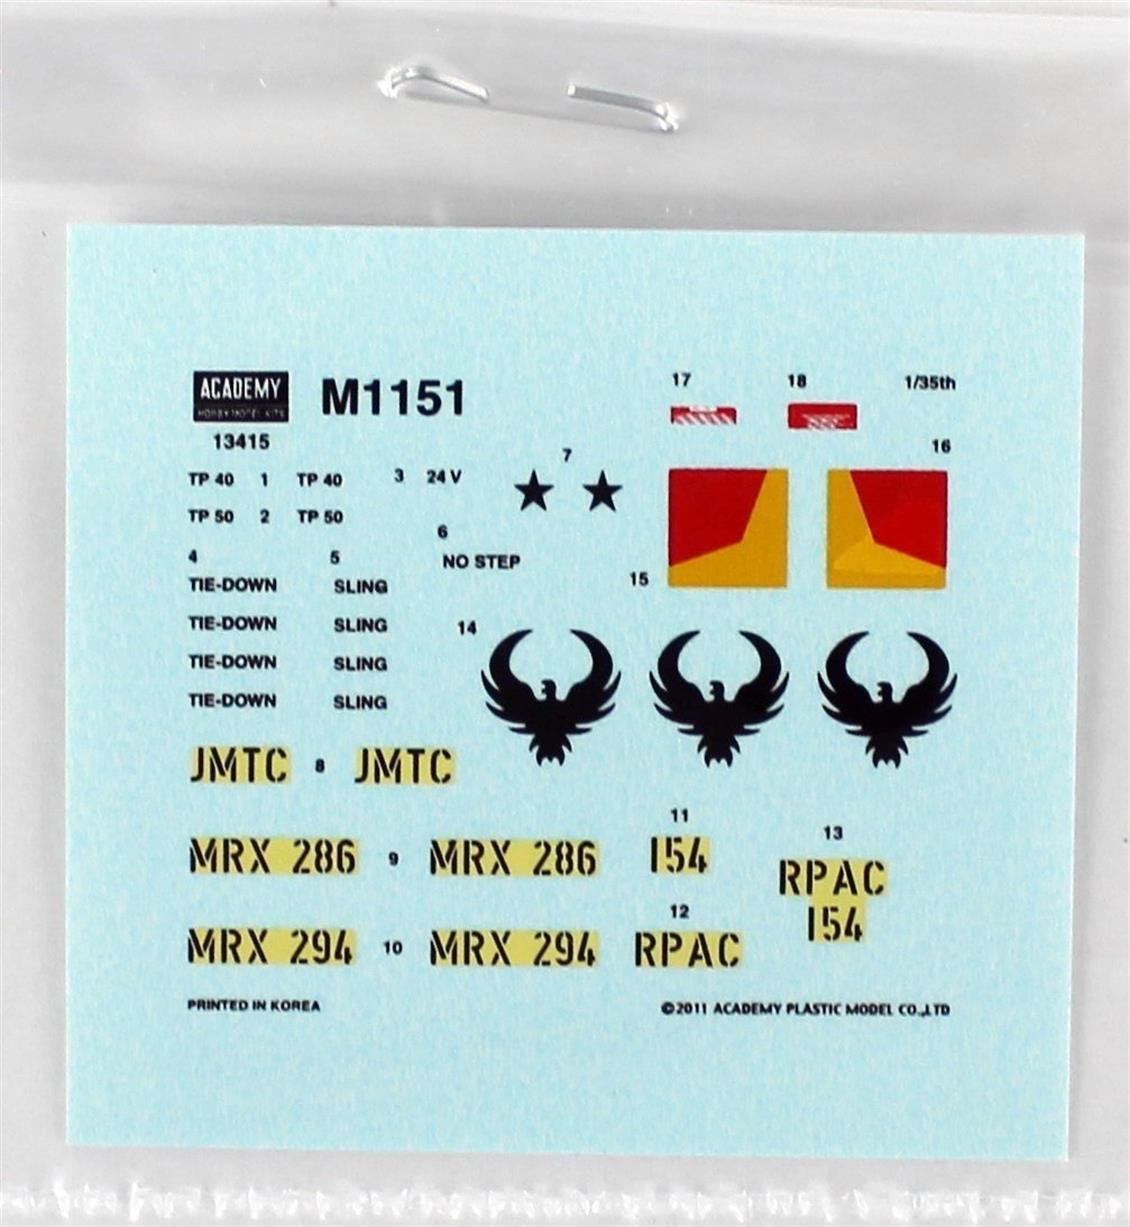 ACADEMY
HOBBY MODEL KITS
M1151
13415
17 18 1/35th
TP 40 1 TP 40 3 24 V 7 16
TP 50 2 TP 50
6
NO STEP
4 5
15
TIE-DOWN SLING
TIE-DOWN SLING
TIE-DOWN SLING
TIE-DOWN SLING
14
JMTC 8 JMTC
MRX 286 9 MRX 286
11
154
13
RPAC
154
MRX 294 10 MRX 294
12
RPAC
PRINTED IN KOREA
©2011 ACADEMY PLASTIC MODEL CO.,LTD